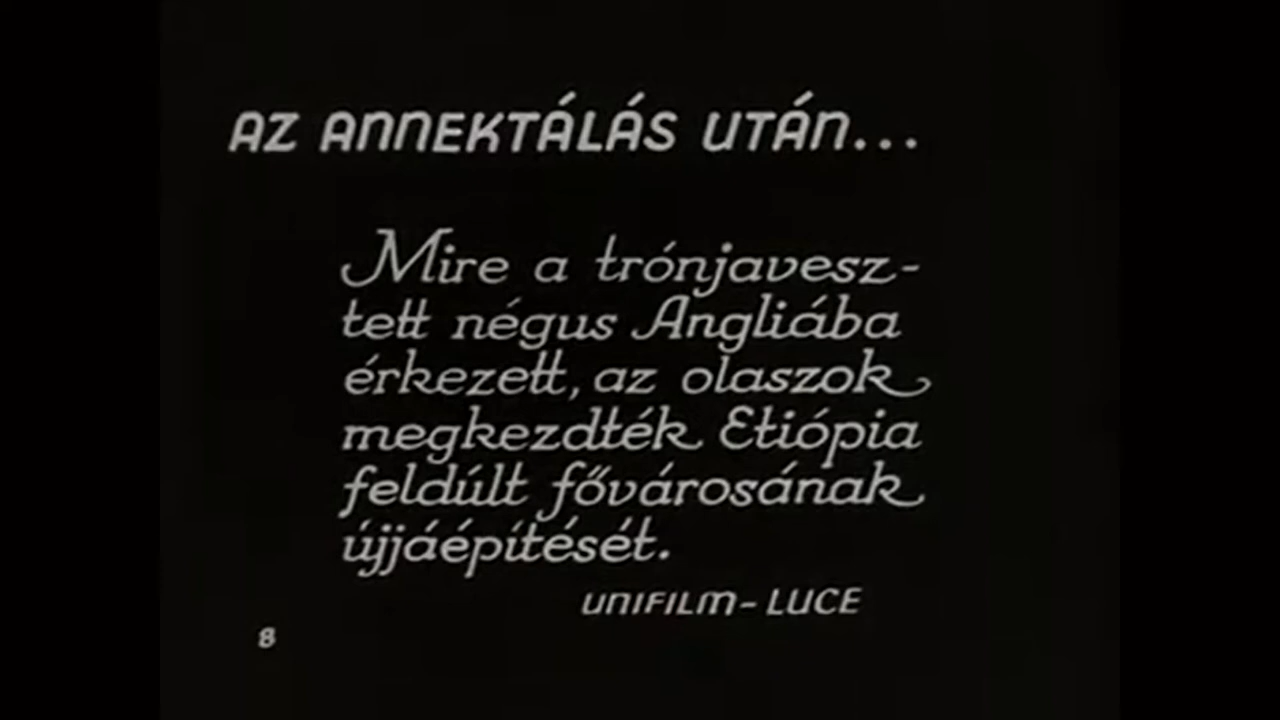 AZ ANNEKTÁLÁS UTÁN...
Mire a trónjavesz-
tett négus Angliába
érkezett, az olaszok
megkezdték Etiópia
feldúlt fővárosának
újjáépítését.
UNIFILM-LUCE
8